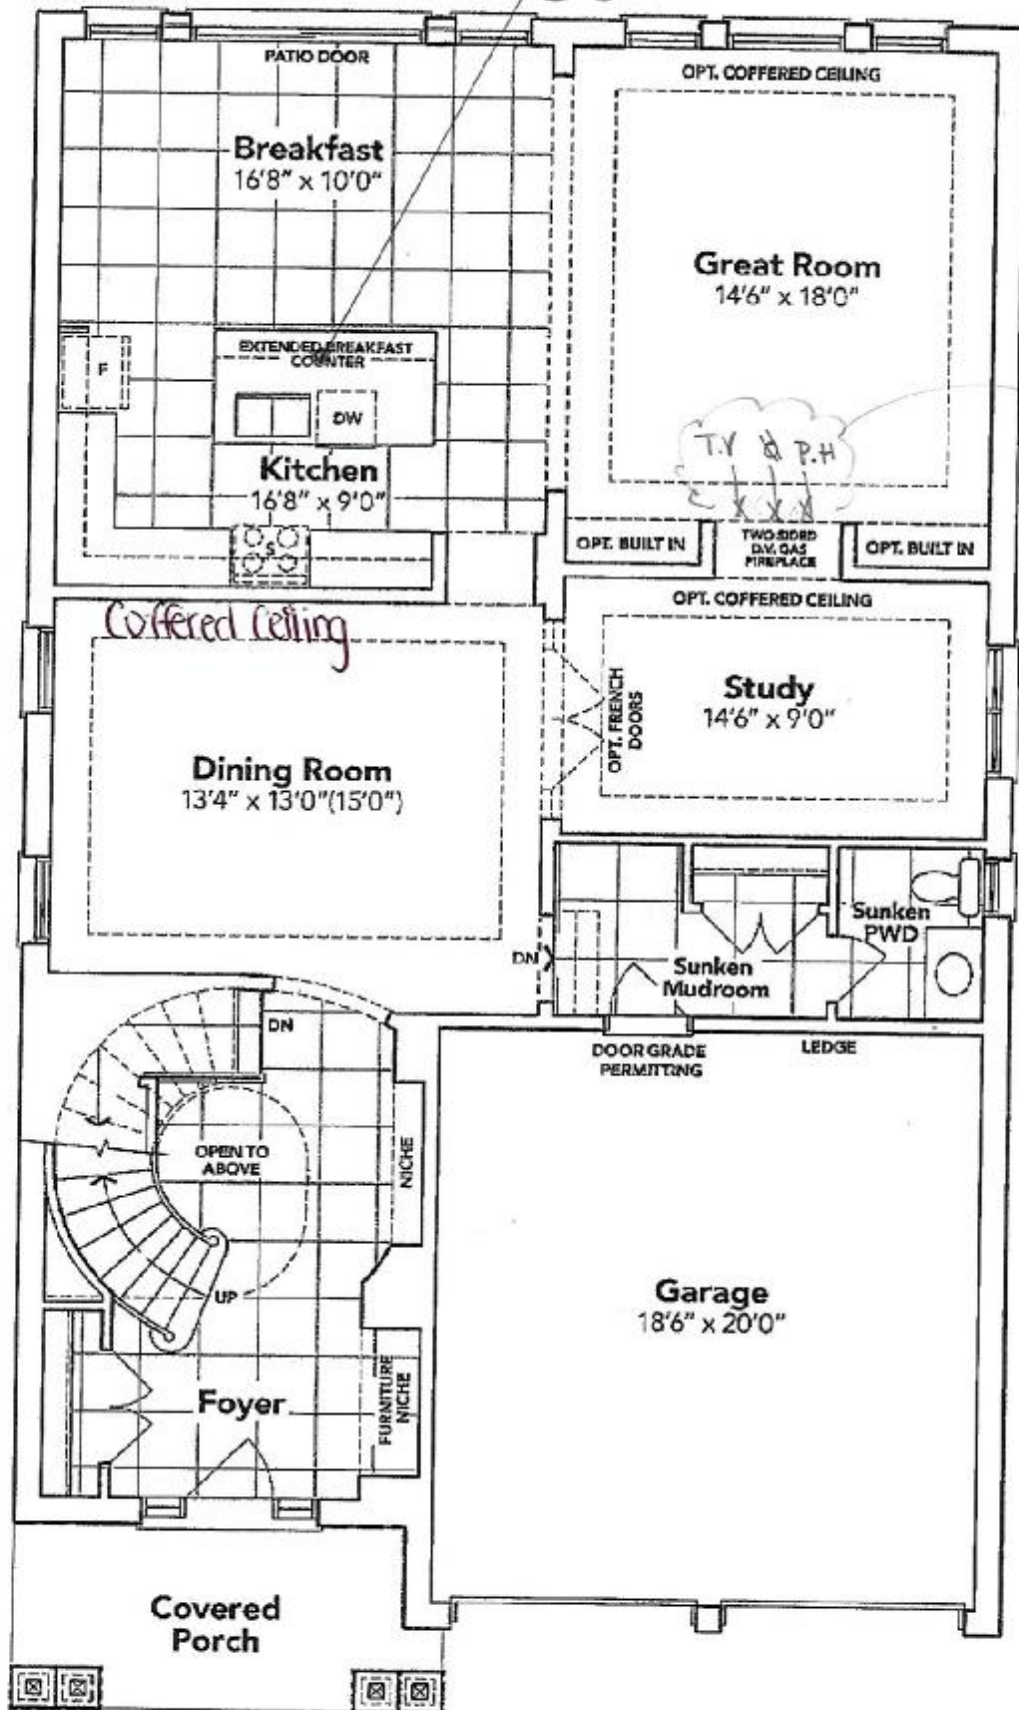 PATIO DOOR
Breakfast
16'8" x 10'0"
OPT. COFFERED CEILING
Great Room
14'6" x 18'0"
EXTENDED BREAKFAST
COUNTER
F
DW
Kitchen
16'8" x 9'0"
S
T.V P.H
X X X
OPT. BUILT IN
TWO SIDED
D.V. GAS
FIREPLACE
OPT. BUILT IN
Coffered Ceiling
OPT. COFFERED CEILING
Study
14'6" x 9'0"
OPT. FRENCH
DOORS
Dining Room
13'4" x 13'0"(15'0")
Sunken
PWD
DN
Sunken
Mudroom
DN
DOOR GRADE
PERMITTING
LEDGE
OPEN TO
ABOVE
NICHE
UP
Garage
18'6" x 20'0"
Foyer
FURNITURE
NICHE
Covered
Porch